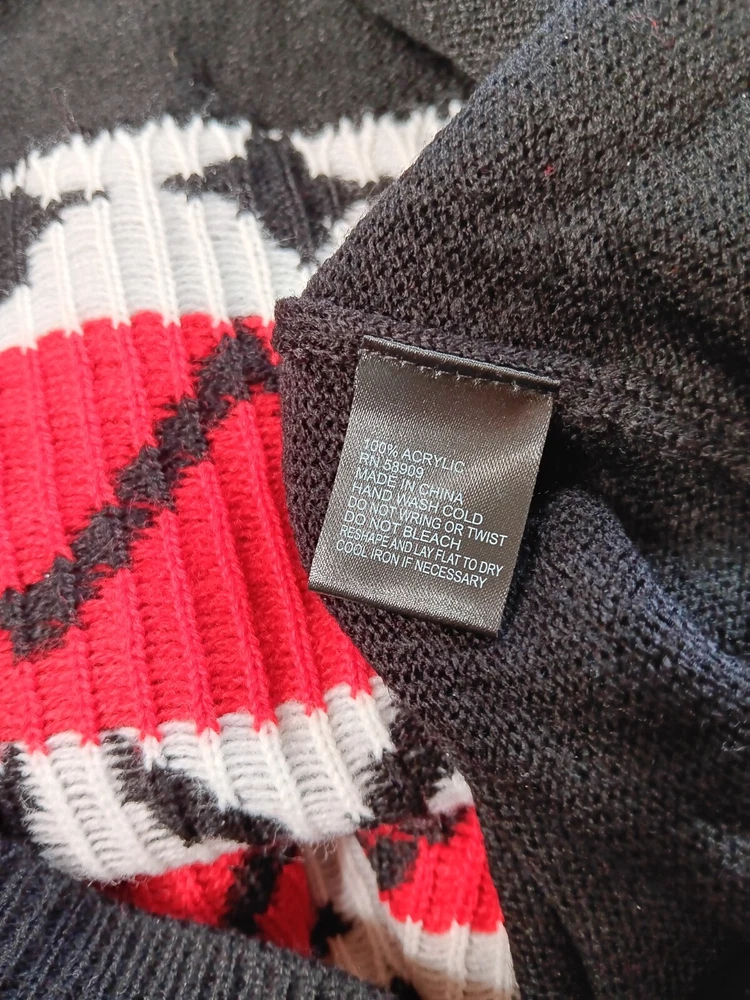 100% ACRYLIC
RN 58909
MADE IN CHINA
HAND WASH COLD
DO NOT WRING OR TWIST
DO NOT BLEACH
RESHAPE AND LAY FLAT TO DRY
COOL IRON IF NECESSARY